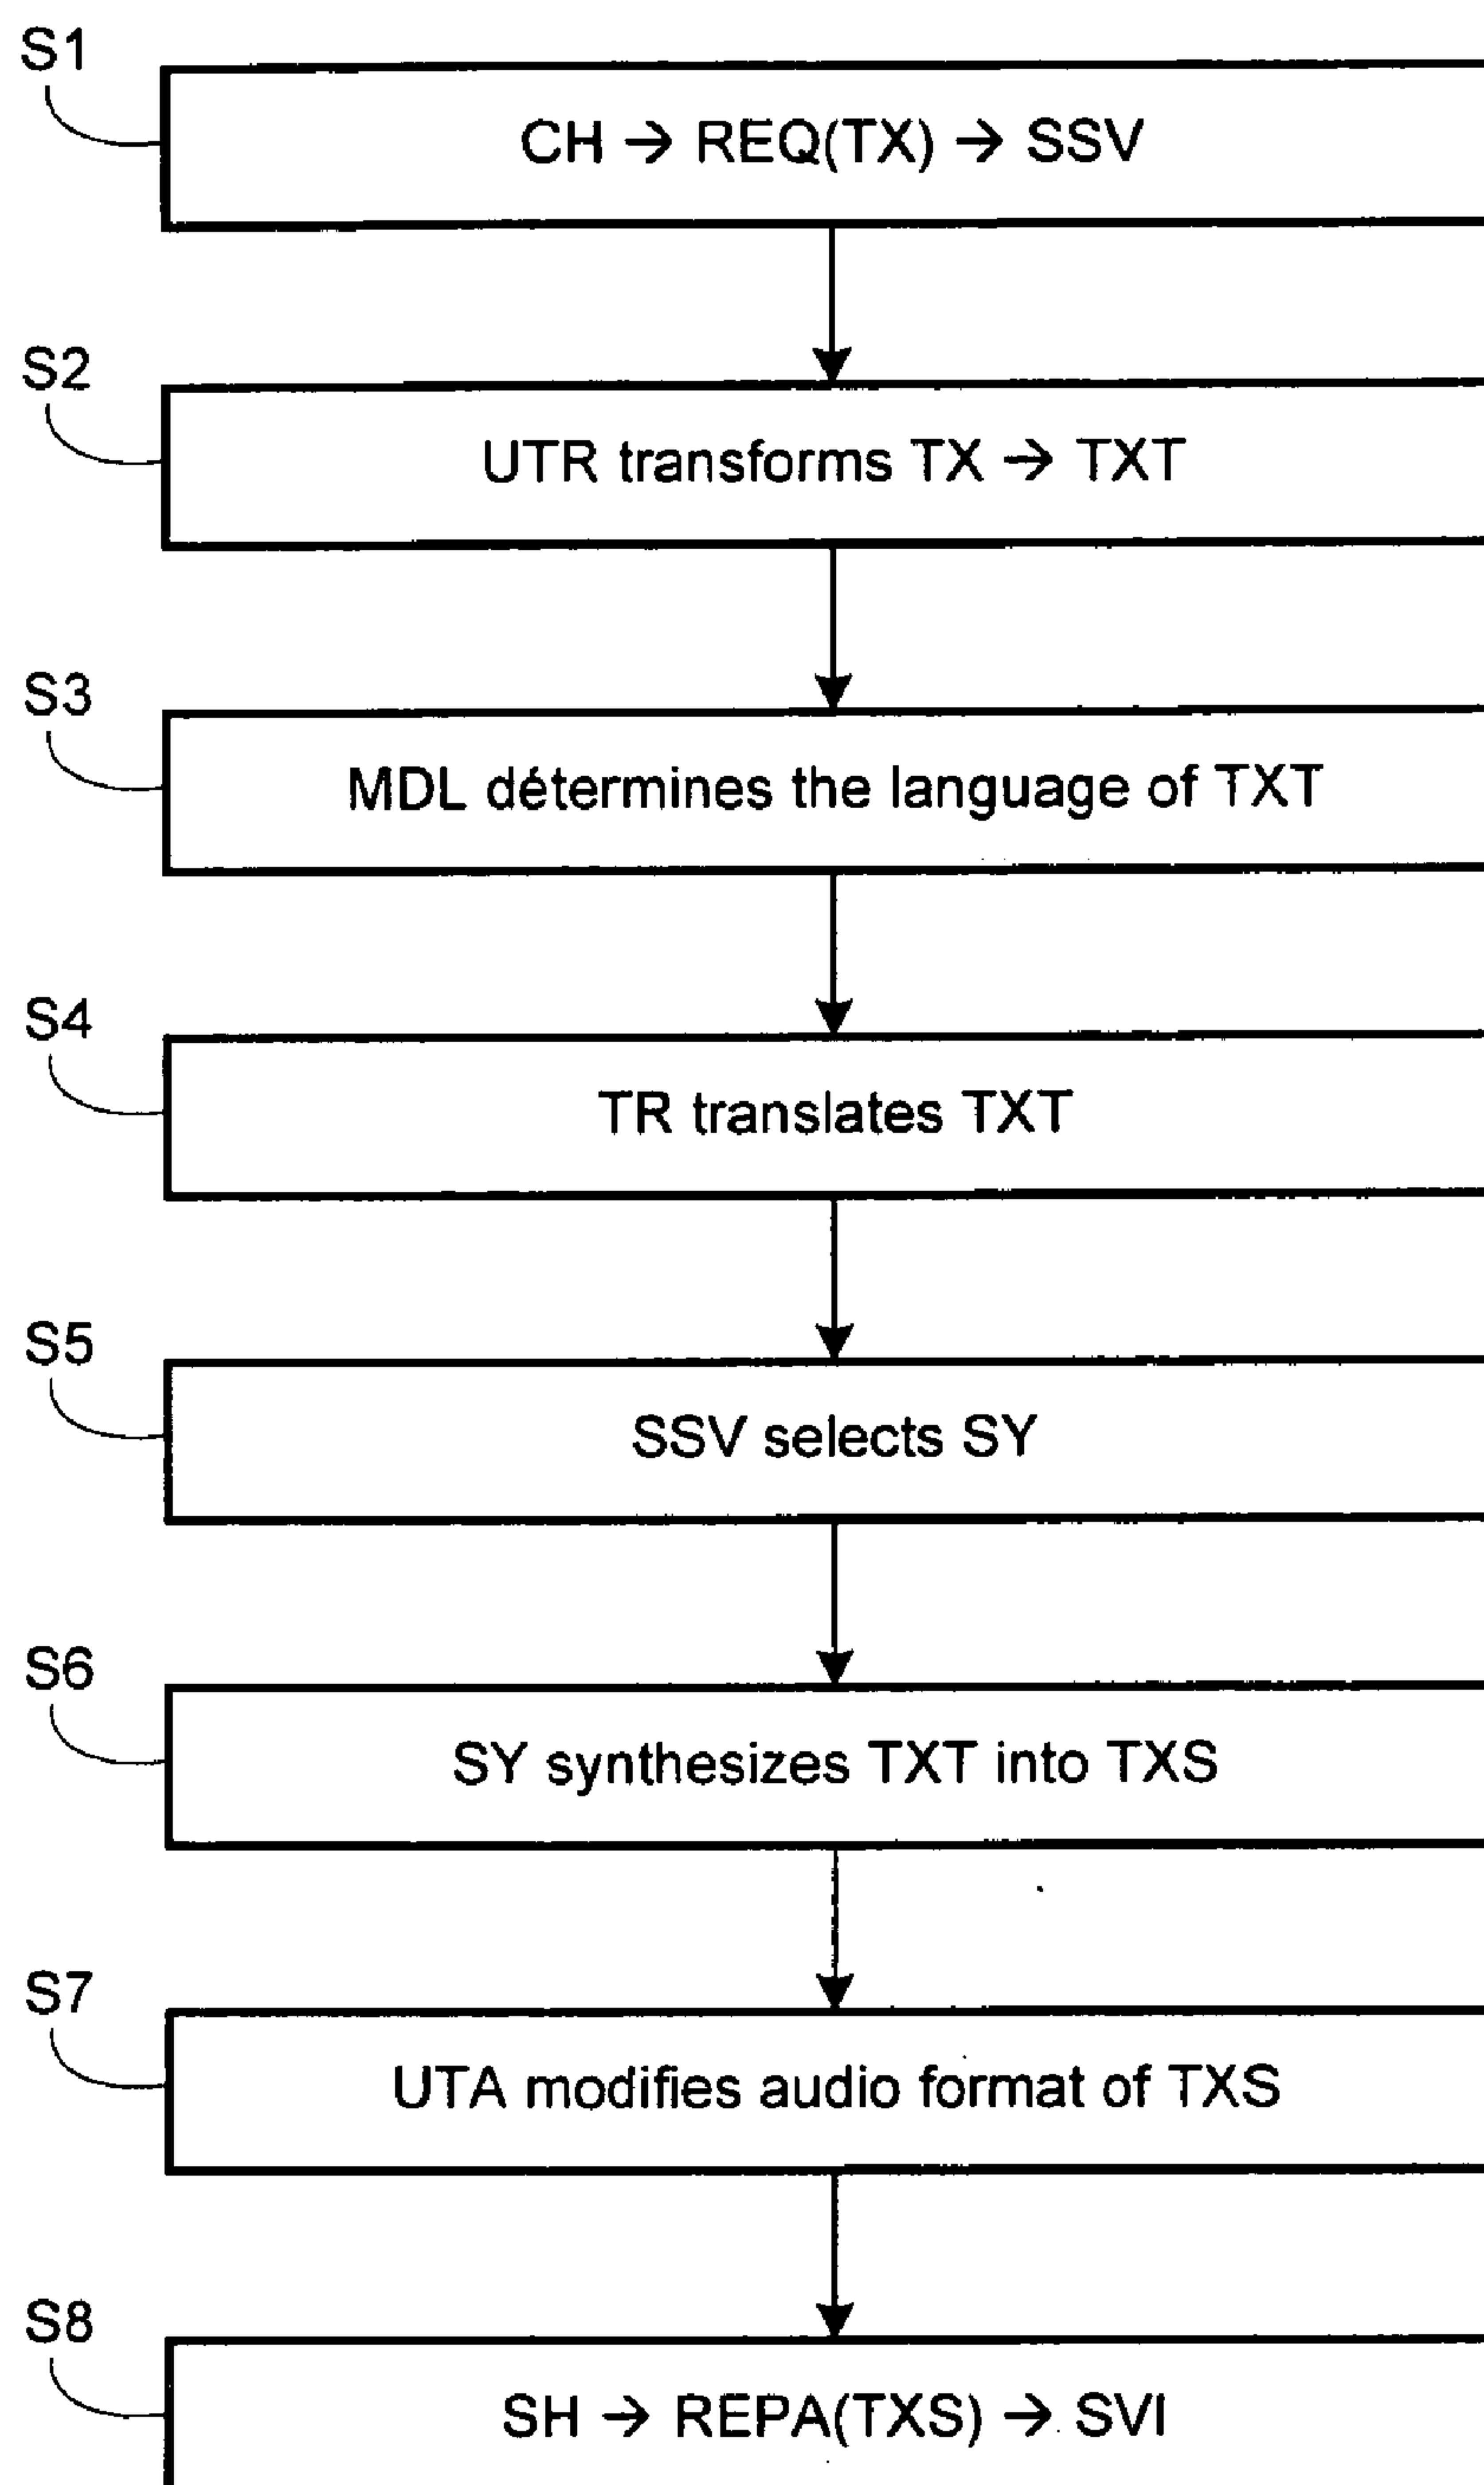 S1
CH → REQ(TX) → SSV
S2
UTR transforms TX → TXT
S3
MDL détermines the language of TXT
S4
TR translates TXT
S5
SSV selects SY
S6
SY synthesizes TXT into TXS
S7
UTA modifies audio format of TXS
S8
SH → REPA(TXS) → SVI